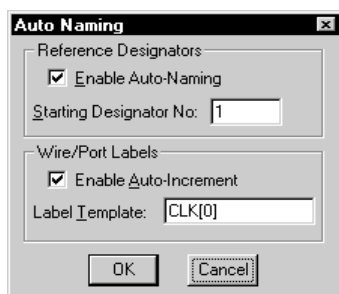 Auto Naming
Reference Designators
Enable Auto-Naming
Starting Designator No: 1
Wire/Port Labels
Enable Auto-Increment
Label Template: CLK[0]
OK Cancel